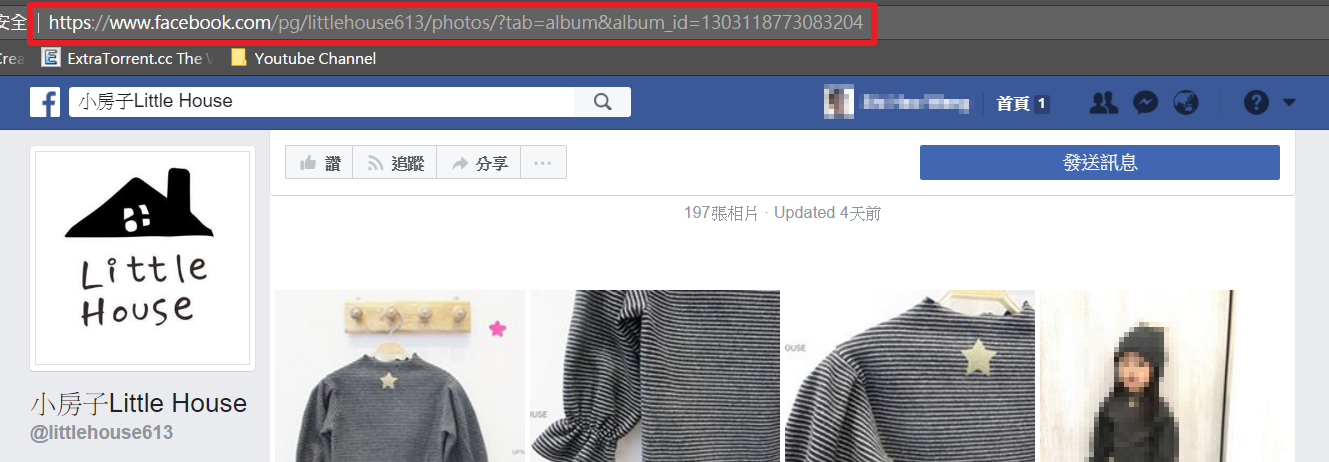 安全 https://www.facebook.com/pg/littlehouse613/photos/?tab=album&album_id=1303118773083204
Crea ExtraTorrent.cc The V Youtube Channel
小房子Little House 首頁 1
讚 追蹤 分享 發送訊息
197張相片 · Updated 4天前
Little
House
OUSE
小房子Little House
@littlehouse613